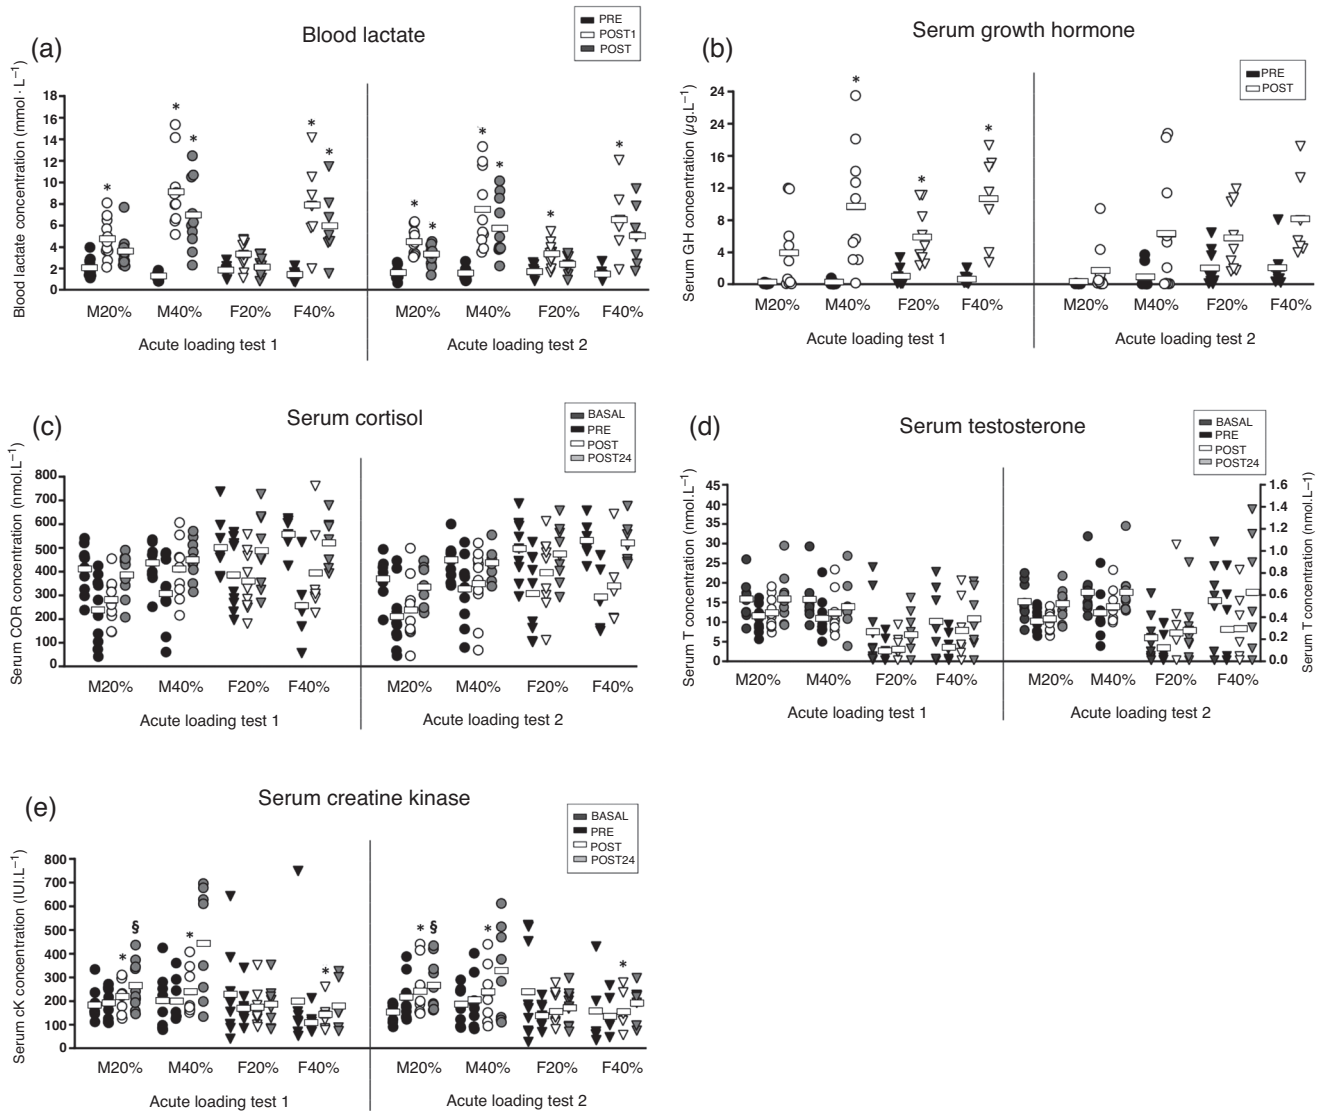 (a)
Blood lactate
PRE
POST1
POST
Blood lactate concentration (mmol · L⁻¹)
18
16
14
12
10
8
6
4
2
0
* * * * * * * * * * *
M20% M40% F20% F40% M20% M40% F20% F40%
Acute loading test 1 Acute loading test 2
(b)
Serum growth hormone
PRE
POST
Serum GH concentration (µg.L⁻¹)
24
24
16
12
8
4
0
* * *
M20% M40% F20% F40% M20% M40% F20% F40%
Acute loading test 1 Acute loading test 2
(c)
Serum cortisol
BASAL
PRE
POST
POST24
Serum COR concentration (nmol.L⁻¹)
800
700
600
500
400
300
200
100
0
M20% M40% F20% F40% M20% M40% F20% F40%
Acute loading test 1 Acute loading test 2
(d)
Serum testosterone
BASAL
PRE
POST
POST24
Serum T concentration (nmol.L⁻¹)
45
40
35
30
25
20
15
10
5
0
1.6
1.4
1.2
1.0
0.8
0.6
0.4
0.2
0.0
Serum T concentration (nmol.L−1)
M20% M40% F20% F40% M20% M40% F20% F40%
Acute loading test 1 Acute loading test 2
(e)
Serum creatine kinase
BASAL
PRE
POST
POST24
Serum cK concentration (IUI.L⁻¹)
800
700
600
500
400
300
200
100
0
* § * * * § * *
M20% M40% F20% F40% M20% M40% F20% F40%
Acute loading test 1 Acute loading test 2